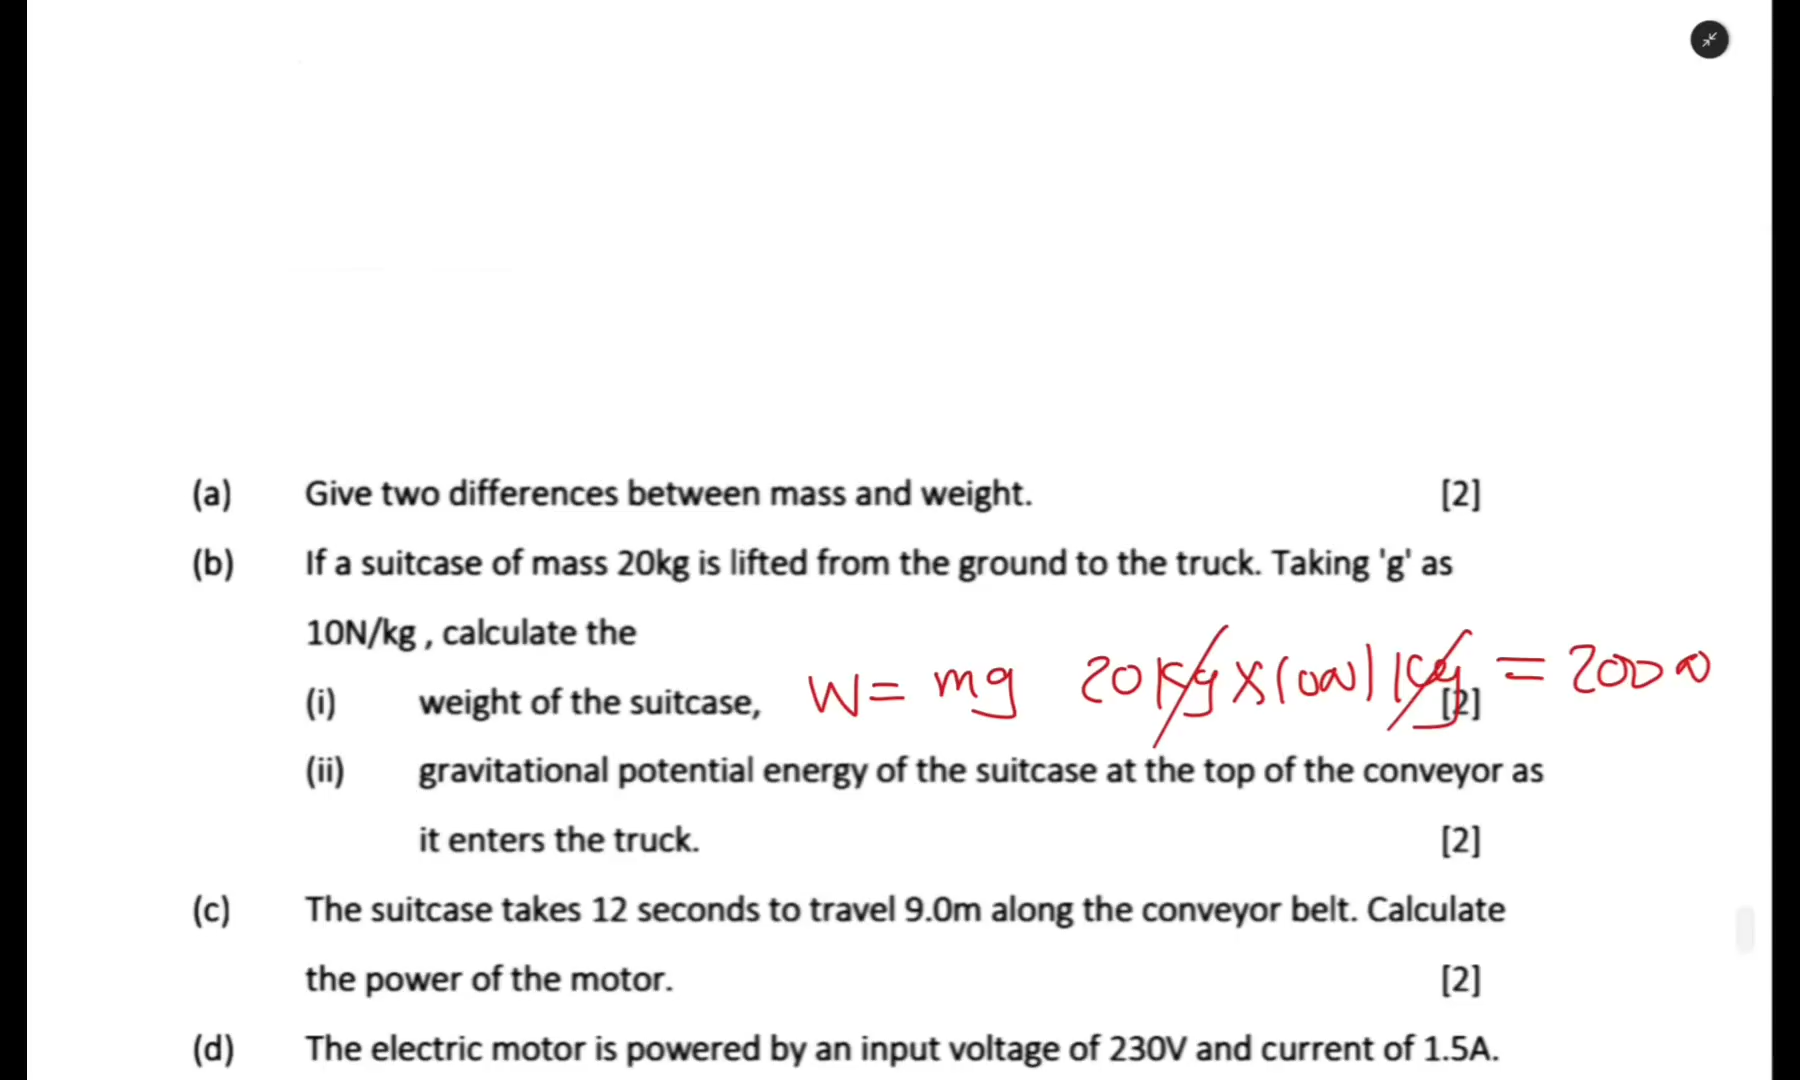 (a) Give two differences between mass and weight. [2]
(b) If a suitcase of mass 20kg is lifted from the ground to the truck. Taking 'g' as
10N/kg , calculate the
(i) weight of the suitcase, W = mg 20Kg X 10N / Kg = 200N [2]
(ii) gravitational potential energy of the suitcase at the top of the conveyor as
it enters the truck. [2]
(c) The suitcase takes 12 seconds to travel 9.0m along the conveyor belt. Calculate
the power of the motor. [2]
(d) The electric motor is powered by an input voltage of 230V and current of 1.5A.